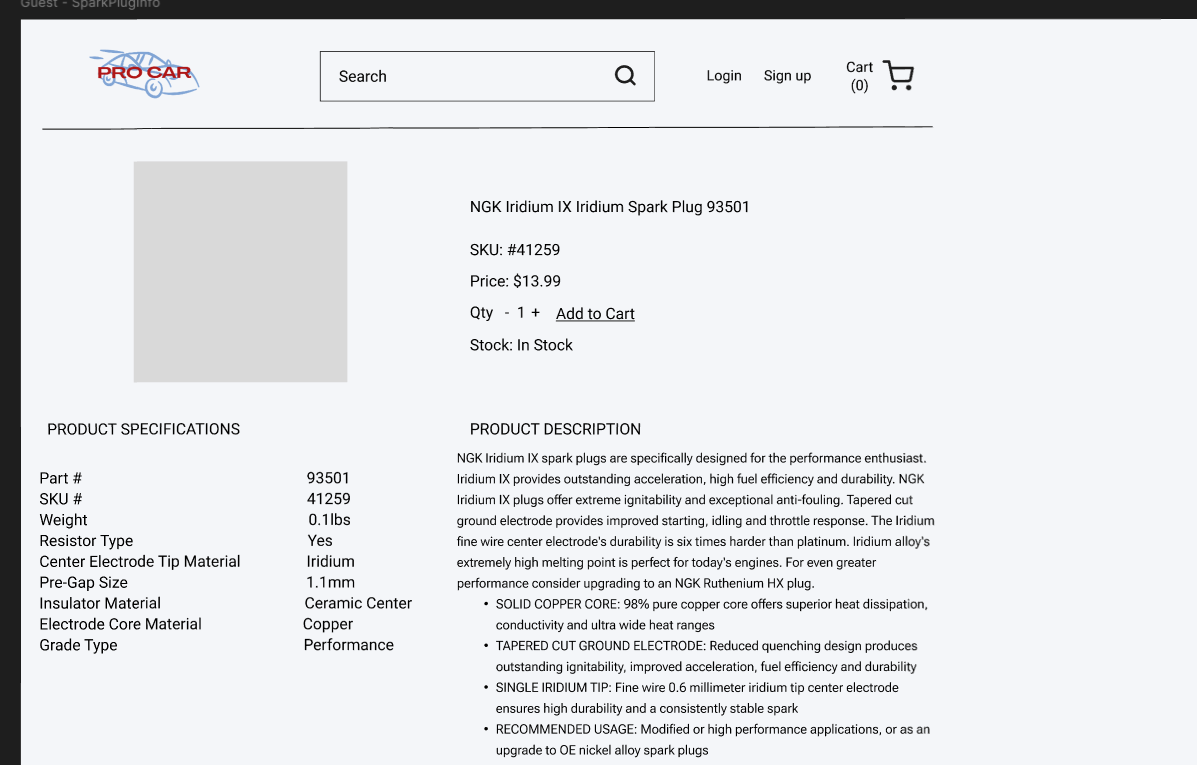 Guest - SparkPlugInfo
PRO CAR
Search
Login Sign up
Cart
(0)
NGK Iridium IX Iridium Spark Plug 93501
SKU: #41259
Price: $13.99
Qty - 1 + Add to Cart
Stock: In Stock
PRODUCT SPECIFICATIONS
Part # 93501
SKU # 41259
Weight 0.1lbs
Resistor Type Yes
Center Electrode Tip Material Iridium
Pre-Gap Size 1.1mm
Insulator Material Ceramic Center
Electrode Core Material Copper
Grade Type Performance
PRODUCT DESCRIPTION
NGK Iridium IX spark plugs are specifically designed for the performance enthusiast.
Iridium IX provides outstanding acceleration, high fuel efficiency and durability. NGK
Iridium IX plugs offer extreme ignitability and exceptional anti-fouling. Tapered cut
ground electrode provides improved starting, idling and throttle response. The Iridium
fine wire center electrode's durability is six times harder than platinum. Iridium alloy's
extremely high melting point is perfect for today's engines. For even greater
performance consider upgrading to an NGK Ruthenium HX plug.
• SOLID COPPER CORE: 98% pure copper core offers superior heat dissipation,
conductivity and ultra wide heat ranges
• TAPERED CUT GROUND ELECTRODE: Reduced quenching design produces
outstanding ignitability, improved acceleration, fuel efficiency and durability
• SINGLE IRIDIUM TIP: Fine wire 0.6 millimeter iridium tip center electrode
ensures high durability and a consistently stable spark
• RECOMMENDED USAGE: Modified or high performance applications, or as an
upgrade to OE nickel alloy spark plugs